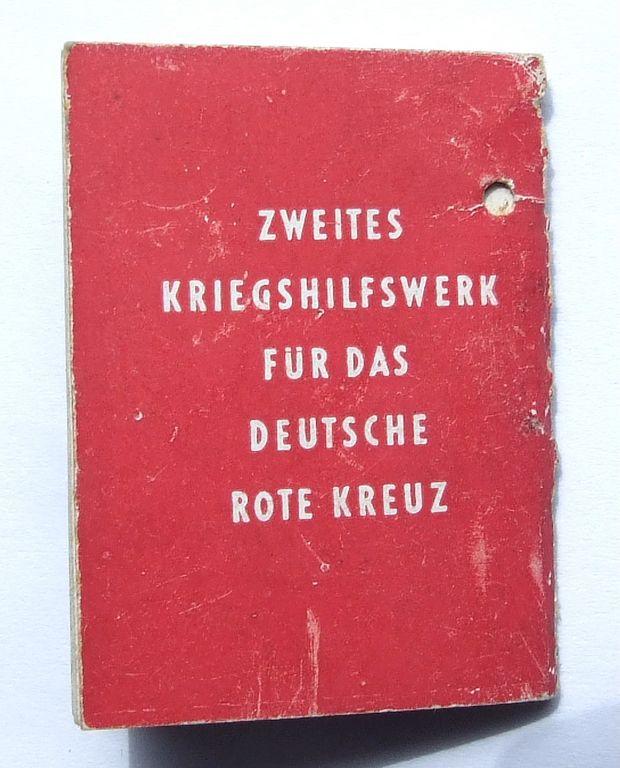 ZWEITES
KRIEGSHILFSWERK
FÜR DAS
DEUTSCHE
ROTE KREUZ